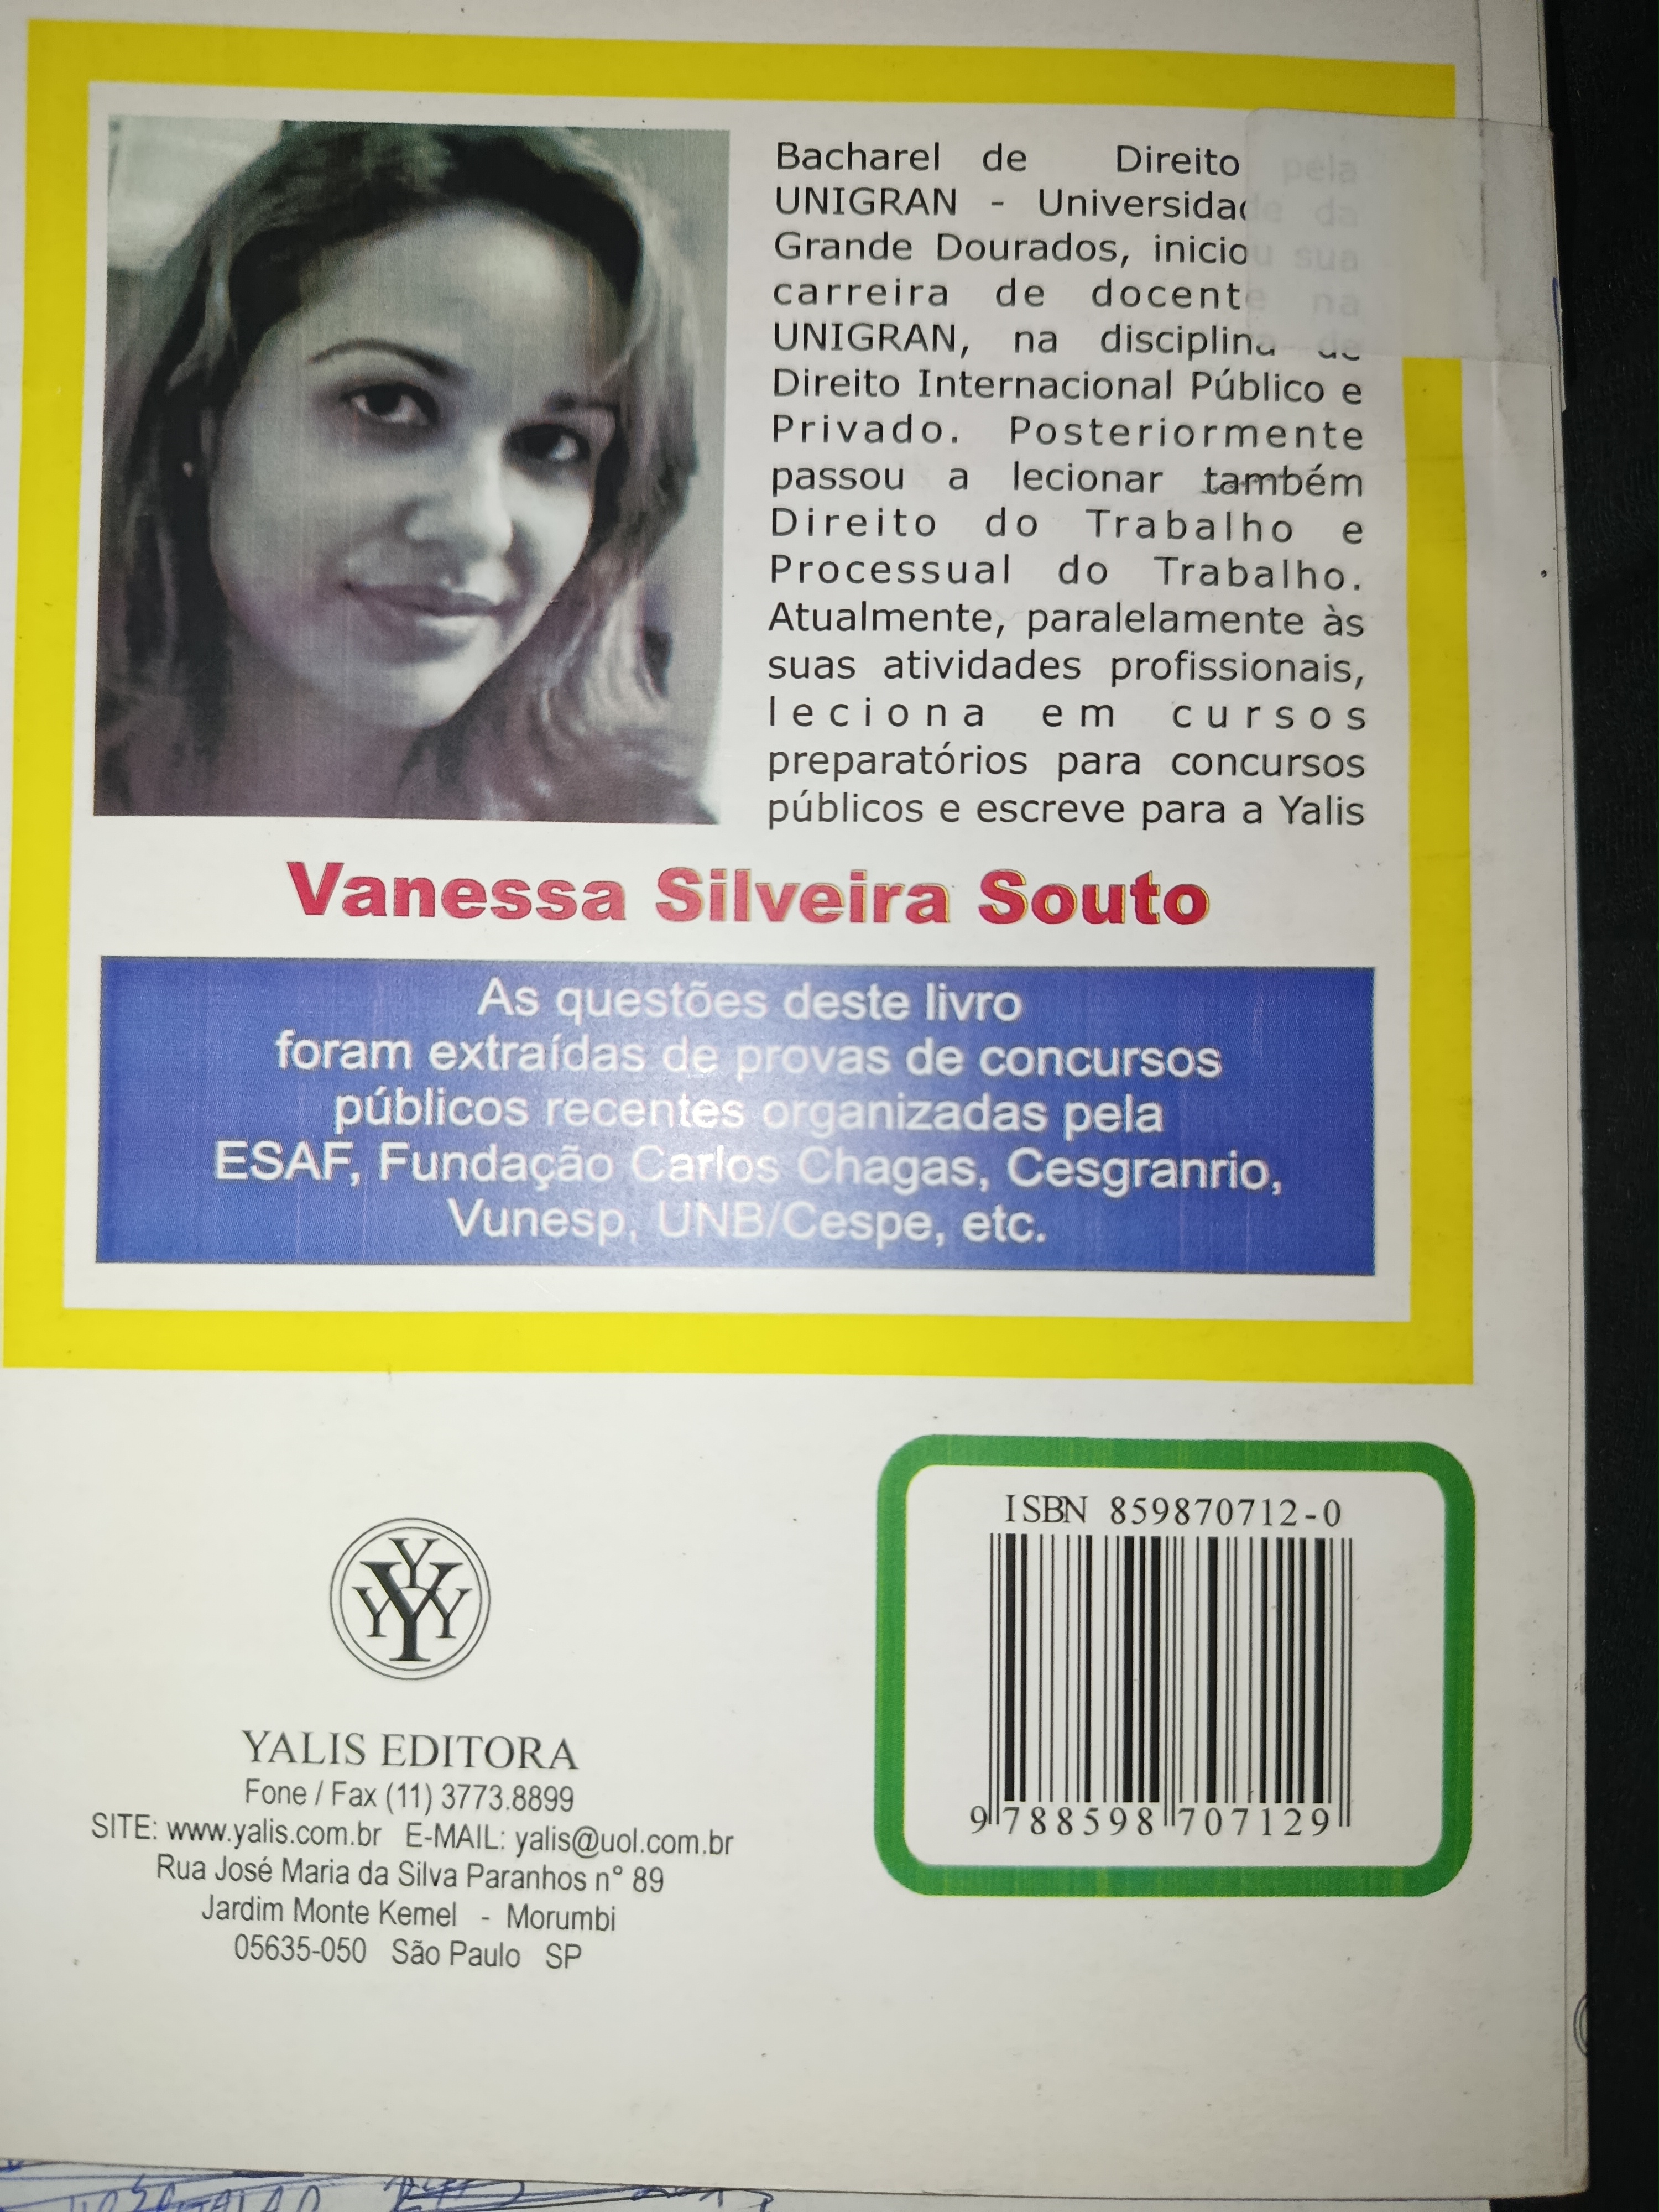 Bacharel de Direito pela
UNIGRAN - Universidade da
Grande Dourados, iniciou sua
carreira de docente na
UNIGRAN, na disciplina de
Direito Internacional Público e
Privado. Posteriormente
passou a lecionar também
Direito do Trabalho e
Processual do Trabalho.
Atualmente, paralelamente às
suas atividades profissionais,
leciona em cursos
preparatórios para concursos
públicos e escreve para a Yalis
Vanessa Silveira Souto
As questões deste livro
foram extraídas de provas de concursos
públicos recentes organizadas pela
ESAF, Fundação Carlos Chagas, Cesgranrio,
Vunesp, UNB/Cespe, etc.
YYYY
YALIS EDITORA
Fone / Fax (11) 3773.8899
SITE: www.yalis.com.br E-MAIL: yalis@uol.com.br
Rua José Maria da Silva Paranhos n° 89
Jardim Monte Kemel - Morumbi
05635-050 São Paulo SP
ISBN 859870712-0
9 788598 707129